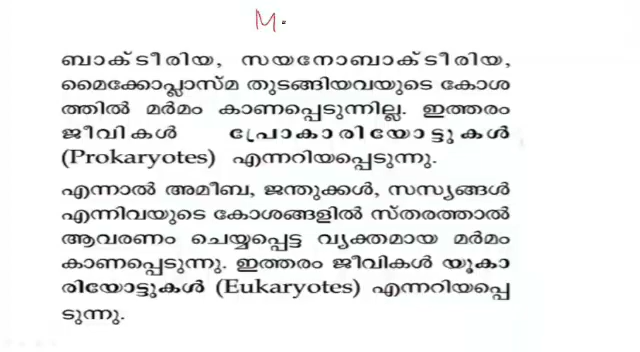 M.
ബാക്ടീരിയ, സയനോബാക്ടീരിയ,
മൈക്കോപ്ലാസ്മ തുടങ്ങിയവയുടെ കോശ
ത്തിൽ മർമം കാണപ്പെടുന്നില്ല. ഇത്തരം
ജീവികൾ പ്രോകാരിയോട്ടുകൾ
(Prokaryotes) എന്നറിയപ്പെടുന്നു.
എന്നാൽ അമീബ, ജന്തുക്കൾ, സസ്യങ്ങൾ
എന്നിവയുടെ കോശങ്ങളിൽ സ്തരത്താൽ
ആവരണം ചെയ്യപ്പെട്ട വ്യക്തമായ മർമം
കാണപ്പെടുന്നു. ഇത്തരം ജീവികൾ യൂകാ
രിയോട്ടുകൾ (Eukaryotes) എന്നറിയപ്പെ
ടുന്നു.